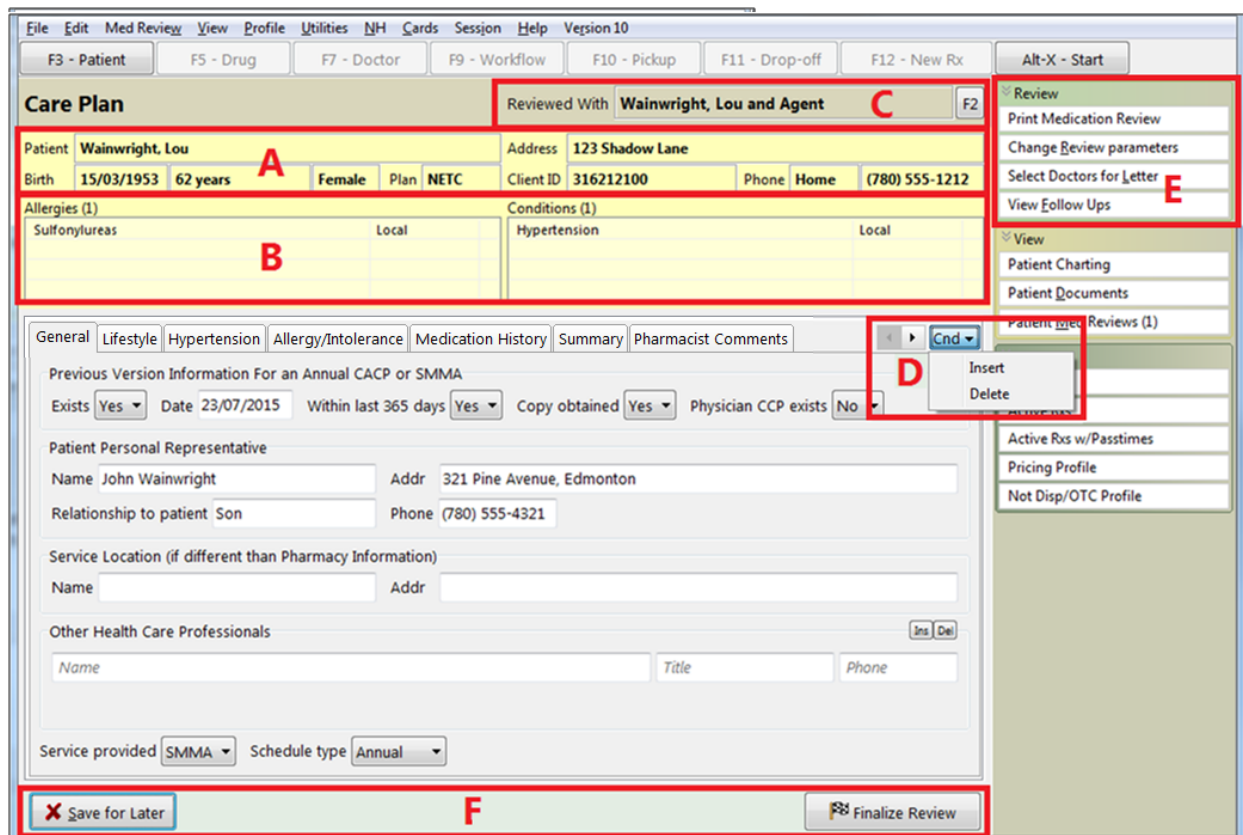 File Edit Med Review View Profile Utilities NH Cards Session Help Version 10
F3 - Patient F5 - Drug F7 - Doctor F9 - Workflow F10 - Pickup F11 - Drop-off F12 - New Rx Alt-X - Start
Care Plan Reviewed With Wainwright, Lou and Agent C F2
Patient Wainwright, Lou Address 123 Shadow Lane
A
Birth 15/03/1953 62 years Female Plan NETC Client ID 316212100 Phone Home (780) 555-1212
Allergies (1) Conditions (1)
Sulfonylureas Local Hypertension Local
B
Review
Print Medication Review
Change Review parameters
Select Doctors for Letter
E
View Follow Ups
View
Patient Charting
Patient Documents
Patient Med Reviews (1)
Active Rxs
Active Rxs w/Passtimes
Pricing Profile
Not Disp/OTC Profile
General Lifestyle Hypertension Allergy/Intolerance Medication History Summary Pharmacist Comments Cnd
D
Insert
Delete
Previous Version Information For an Annual CACP or SMMA
Exists Yes Date 23/07/2015 Within last 365 days Yes Copy obtained Yes Physician CCP exists No
Patient Personal Representative
Name John Wainwright Addr 321 Pine Avenue, Edmonton
Relationship to patient Son Phone (780) 555-4321
Service Location (if different than Pharmacy Information)
Name Addr
Other Health Care Professionals Ins Del
Name Title Phone
Service provided SMMA Schedule type Annual
Save for Later F Finalize Review